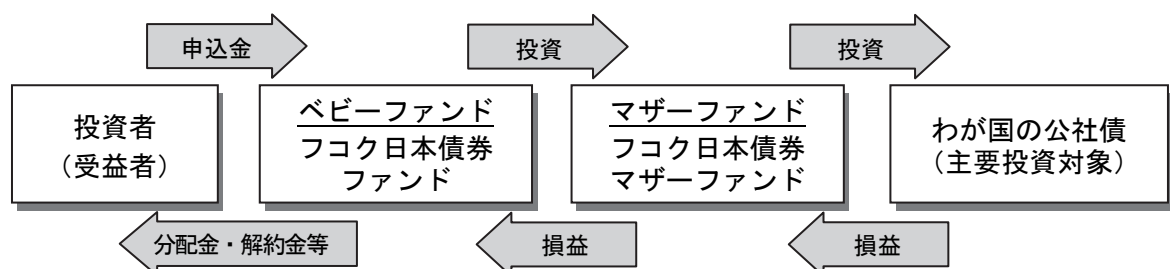 申込金
投資
投資
投資者
（受益者）
ベビーファンド
フコク日本債券
ファンド
マザーファンド
フコク日本債券
マザーファンド
わが国の公社債
（主要投資対象）
分配金・解約金等
損益
損益